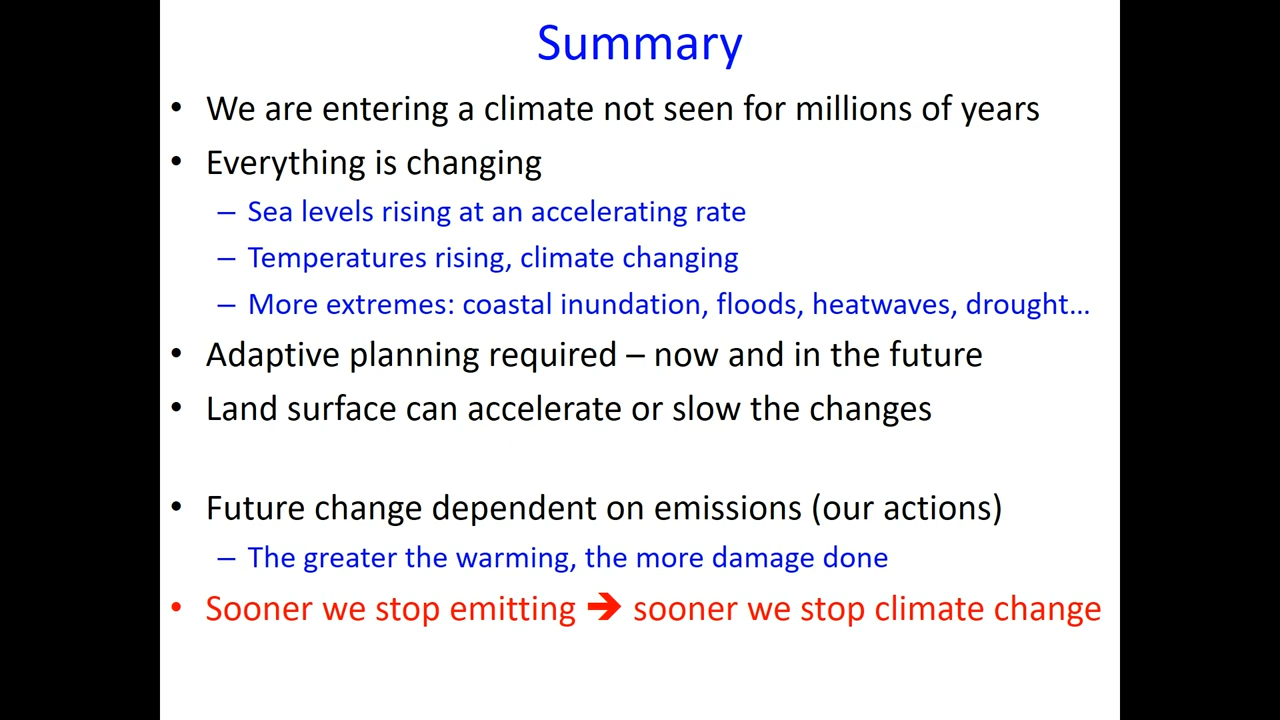 Summary
• We are entering a climate not seen for millions of years
• Everything is changing
– Sea levels rising at an accelerating rate
– Temperatures rising, climate changing
– More extremes: coastal inundation, floods, heatwaves, drought…
• Adaptive planning required – now and in the future
• Land surface can accelerate or slow the changes
• Future change dependent on emissions (our actions)
– The greater the warming, the more damage done
• Sooner we stop emitting ➔ sooner we stop climate change